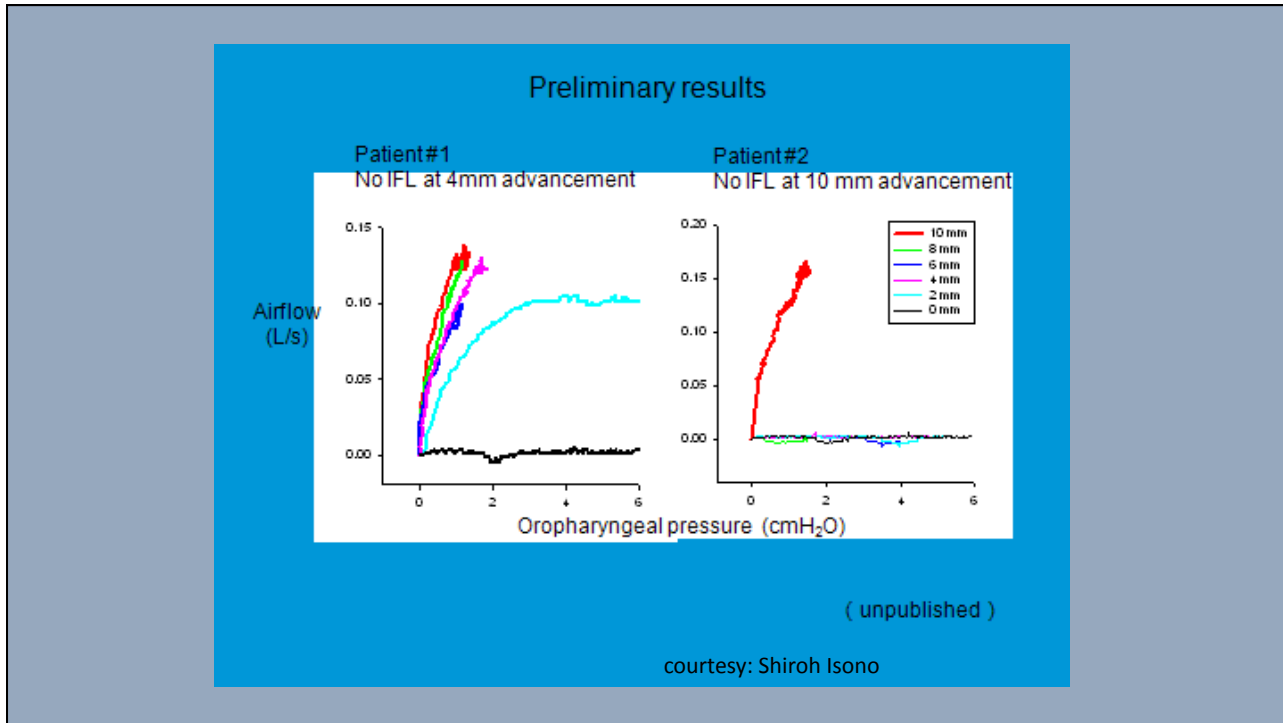 Preliminary results
Patient #1
No IFL at 4mm advancement
Patient #2
No IFL at 10 mm advancement
0.15
0.10
0.05
0.00
Airflow
(L/s)
0
2
4
6
0.20
0.15
0.10
0.05
0.00
10 mm
8 mm
6 mm
4 mm
2 mm
0 mm
0
2
4
6
Oropharyngeal pressure (cmH₂O)
( unpublished )
courtesy: Shiroh Isono